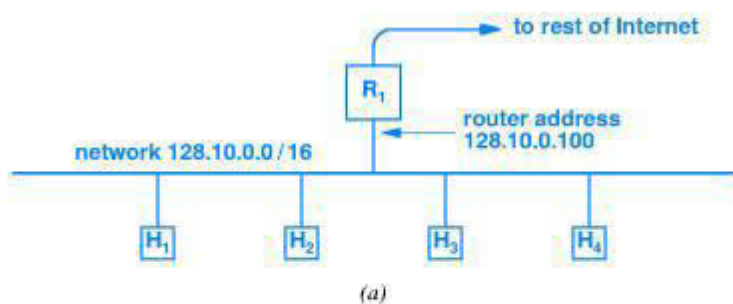 to rest of Internet
R₁
router address
128.10.0.100
network 128.10.0.0 / 16
H₁ H₂ H₃ H₄
(a)